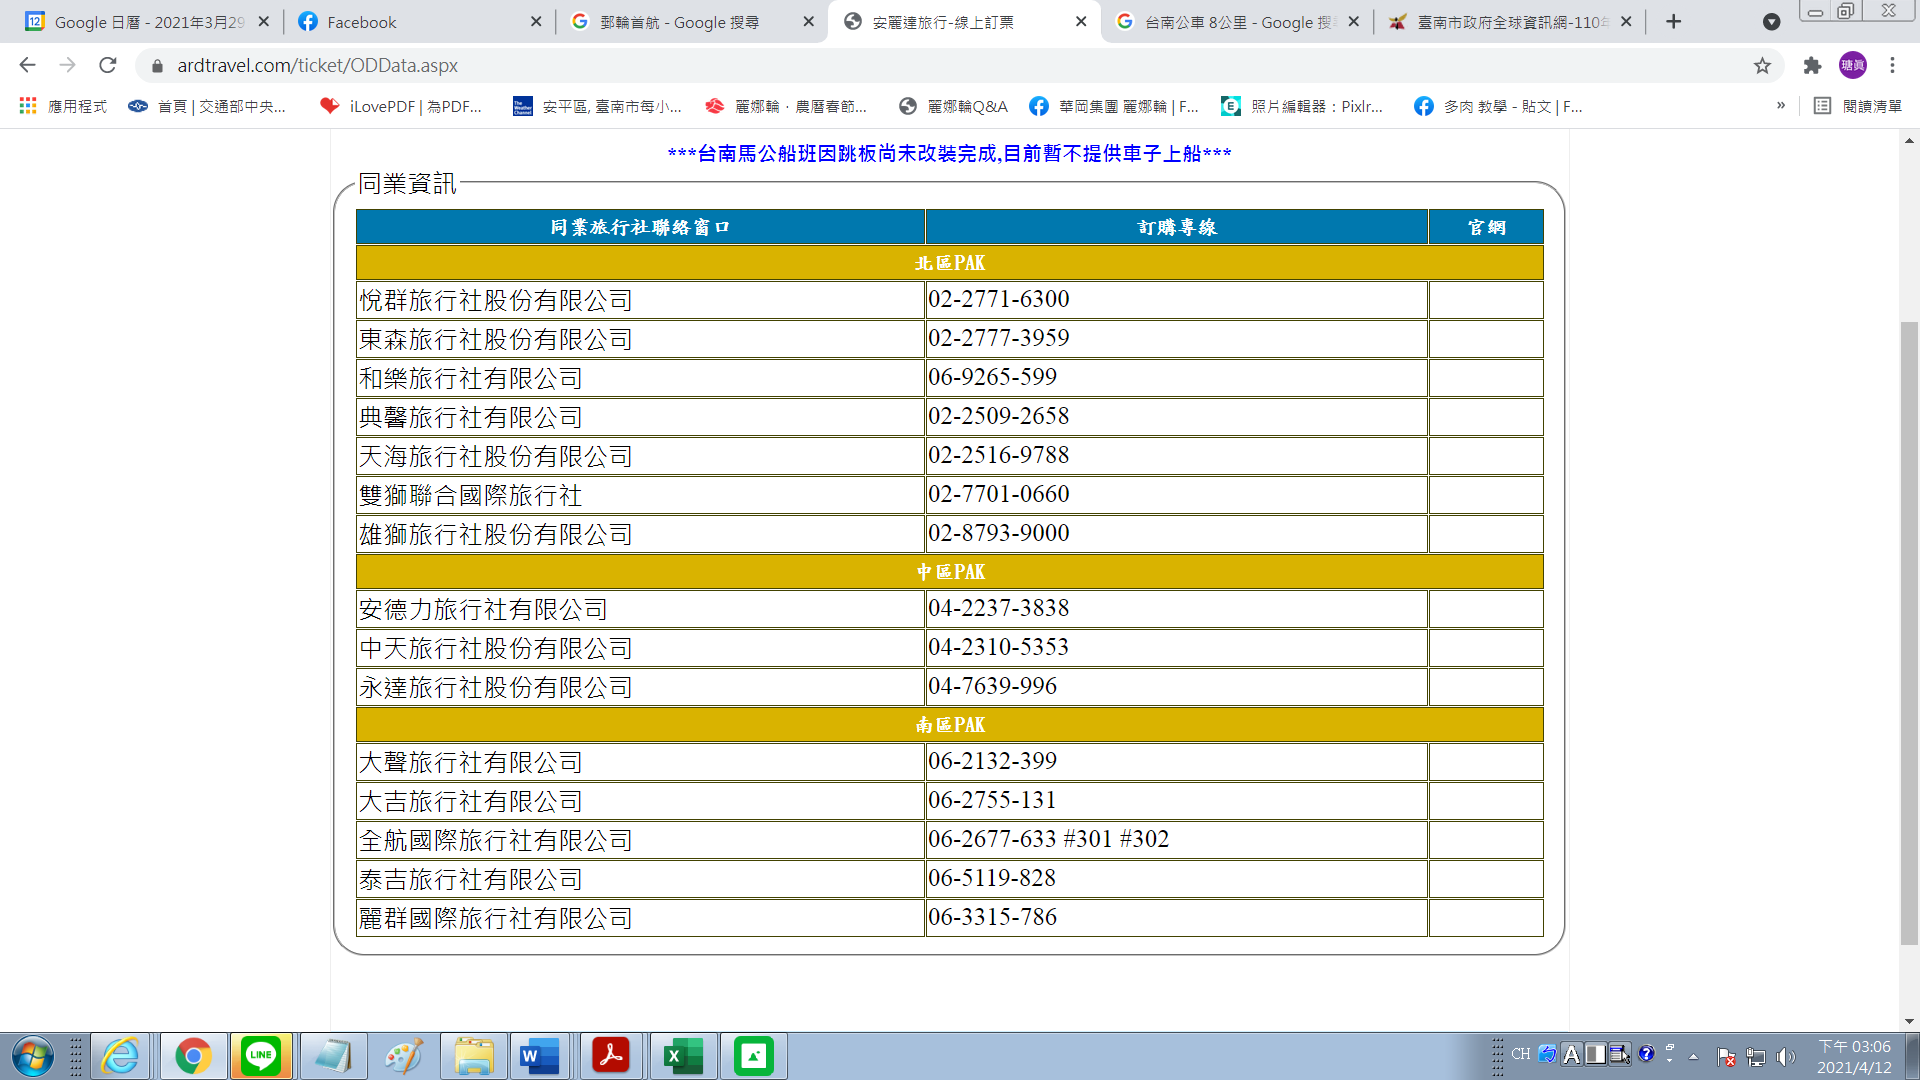 Google 日曆 - 2021年3月29
Facebook
郵輪首航 - Google 搜尋
安麗達旅行-線上訂票
台南公車 8公里 - Google 搜
臺南市政府全球資訊網-110
ardtravel.com/ticket/ODData.aspx
瑭眞
應用程式
首頁 | 交通部中央...
iLovePDF | 為PDF...
安平區, 臺南市每小...
麗娜輪・農曆春節...
麗娜輪Q&A
華岡集團 麗娜輪 | F...
照片編輯器：Pixlr...
多肉 教學 - 貼文 | F...
»
閱讀清單
***台南馬公船班因跳板尚未改裝完成,目前暫不提供車子上船***
同業資訊
同業旅行社聯絡窗口 訂購專線 官網
北區PAK
悅群旅行社股份有限公司 02-2771-6300
東森旅行社股份有限公司 02-2777-3959
和樂旅行社有限公司 06-9265-599
典馨旅行社有限公司 02-2509-2658
天海旅行社股份有限公司 02-2516-9788
雙獅聯合國際旅行社 02-7701-0660
雄獅旅行社股份有限公司 02-8793-9000
中區PAK
安德力旅行社有限公司 04-2237-3838
中天旅行社股份有限公司 04-2310-5353
永達旅行社股份有限公司 04-7639-996
南區PAK
大聲旅行社有限公司 06-2132-399
大吉旅行社有限公司 06-2755-131
全航國際旅行社有限公司 06-2677-633 #301 #302
泰吉旅行社有限公司 06-5119-828
麗群國際旅行社有限公司 06-3315-786
LINE
CH
A
下午 03:06
2021/4/12